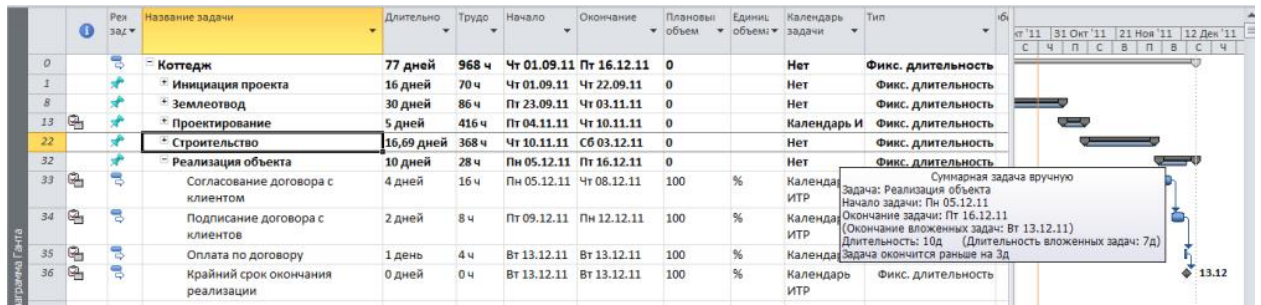 Реж Название задачи Длительно Трудо Начало Окончание Плановый Единиц Календарь Тип
зад объем объема задачи
кт '11 31 Окт '11 21 Ноя '11 12 Дек '11
С Ч П С В П В С Ч
0 Коттедж 77 дней 968 ч Чт 01.09.11 Пт 16.12.11 0 Нет Фикс. длительность
1 Инициация проекта 16 дней 70 ч Чт 01.09.11 Чт 22.09.11 0 Нет Фикс. длительность
8 Землеотвод 30 дней 86 ч Пт 23.09.11 Чт 03.11.11 0 Нет Фикс. длительность
13 Проектирование 5 дней 416 ч Пт 04.11.11 Чт 10.11.11 0 Календарь И Фикс. длительность
22 Строительство 16,69 дней 368 ч Чт 10.11.11 Сб 03.12.11 0 Нет Фикс. длительность
32 Реализация объекта 10 дней 28 ч Пн 05.12.11 Пт 16.12.11 0 Нет Фикс. длительность
33 Согласование договора с 4 дней 16 ч Пн 05.12.11 Чт 08.12.11 100 %
клиентом ИТР
34 Подписание договора с 2 дней 8 ч Пт 09.12.11 Пн 12.12.11 100 %
клиентов ИТР
35 Оплата по договору 1 день 4 ч Вт 13.12.11 Вт 13.12.11 100 %
36 Крайний срок окончания 0 дней 0 ч Вт 13.12.11 Вт 13.12.11 100 % Календарь Фикс. длительность
реализации ИТР
Суммарная задача вручную
Задача: Реализация объекта
Начало задачи: Пн 05.12.11
Окончание задачи: Пт 16.12.11
(Окончание вложенных задач: Вт 13.12.11)
Длительность: 10д (Длительность вложенных задач: 7д)
Задача окончится раньше на 3д
13.12